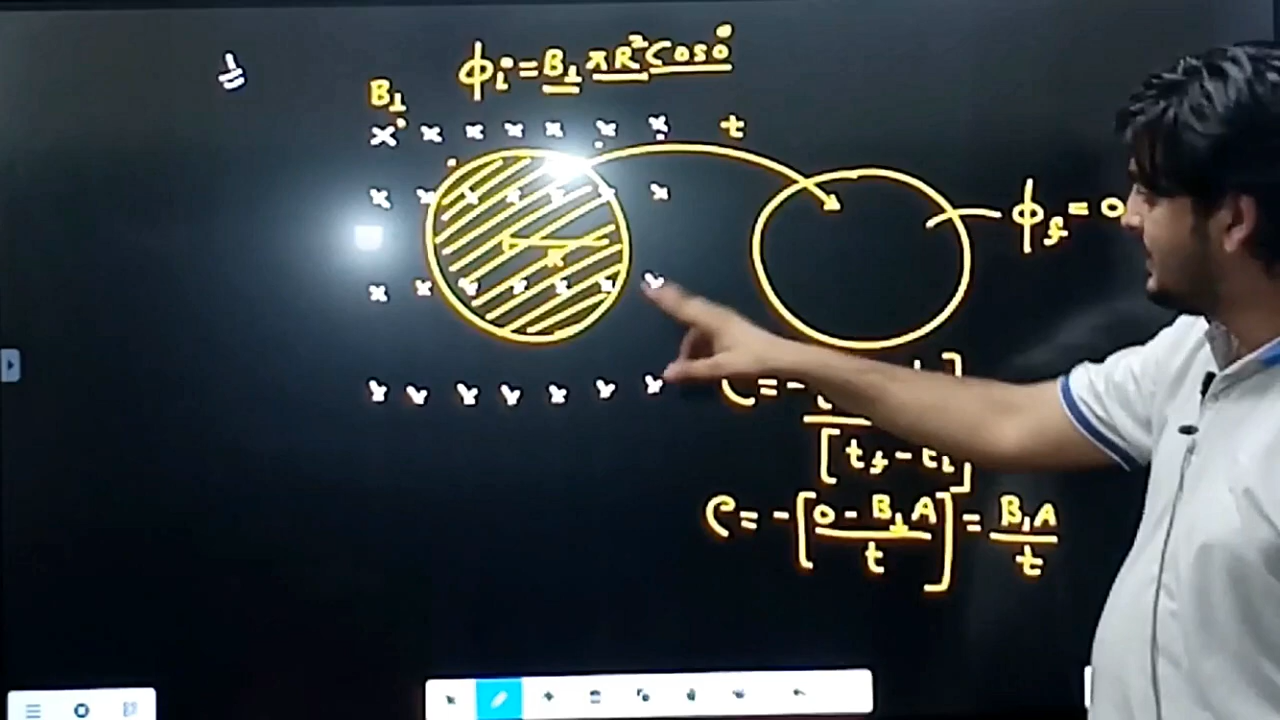 ϕi = B⊥ πR² Cos0°
B⊥
x x x x x x x
t
x x x x x x
ϕf = 0
R
x x x x x x x
x x x x x x x
e = -
[tf - ti]
e = -[0 - B⊥A / t] = B⊥A / t